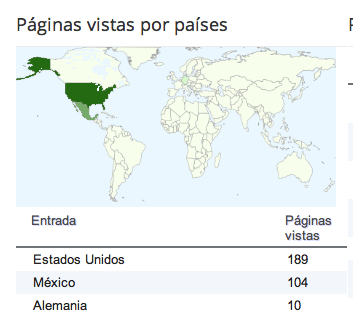 Páginas vistas por países
Entrada Páginas vistas
Estados Unidos 189
México 104
Alemania 10